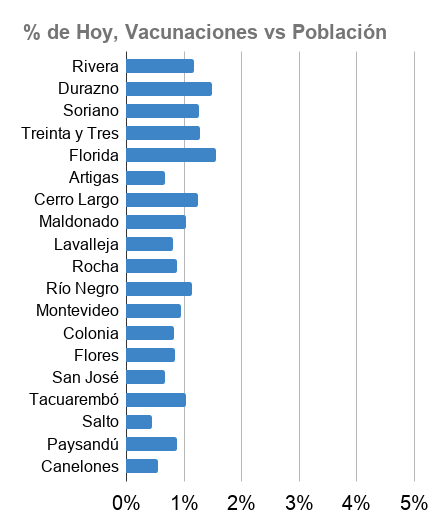 % de Hoy, Vacunaciones vs Población
Rivera
Durazno
Soriano
Treinta y Tres
Florida
Artigas
Cerro Largo
Maldonado
Lavalleja
Rocha
Río Negro
Montevideo
Colonia
Flores
San José
Tacuarembó
Salto
Paysandú
Canelones
0% 1% 2% 3% 4% 5%